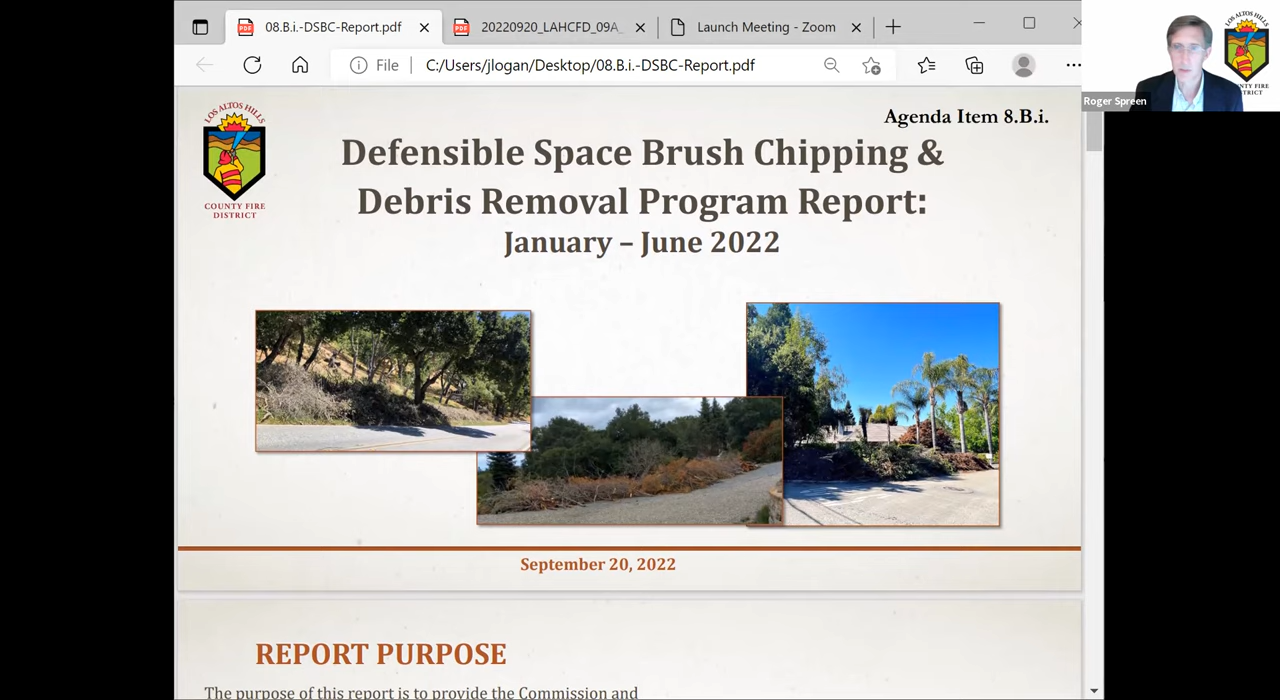 08.B.i.-DSBC-Report.pdf
20220920_LAHCFD_09A_
Launch Meeting - Zoom
File
C:/Users/jlogan/Desktop/08.B.i.-DSBC-Report.pdf
Roger Spreen
LOS ALTOS HILLS
COUNTY FIRE
DISTRICT
Agenda Item 8.B.i.
Defensible Space Brush Chipping &
Debris Removal Program Report:
January – June 2022
September 20, 2022
REPORT PURPOSE
The purpose of this report is to provide the Commission and